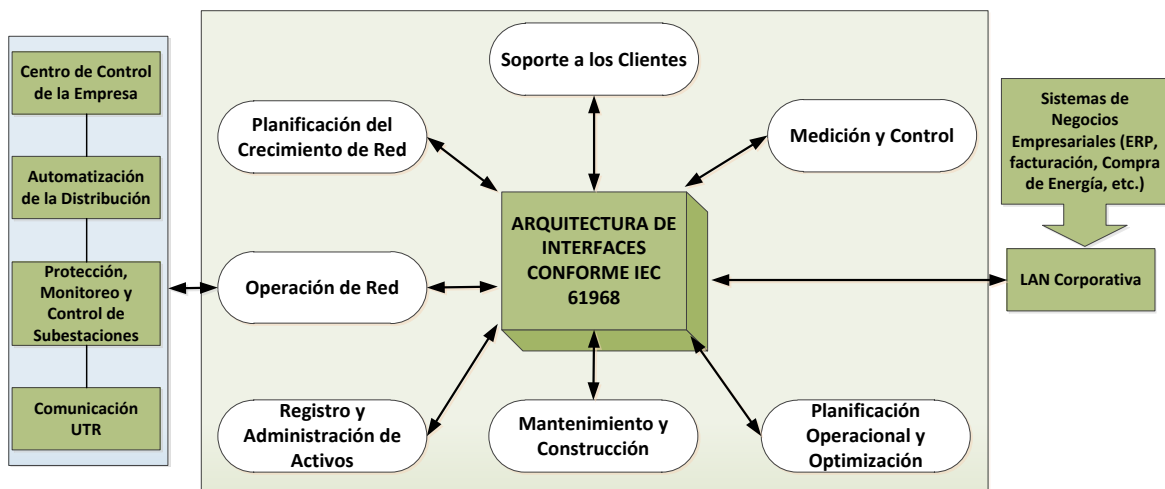 Centro de Control
de la Empresa
Automatización
de la Distribución
Protección,
Monitoreo y
Control de
Subestaciones
Comunicación
UTR
Soporte a los Clientes
Planificación del
Crecimiento de Red
Medición y Control
ARQUITECTURA DE
INTERFACES
CONFORME IEC
61968
Operación de Red
Registro y
Administración de
Activos
Mantenimiento y
Construcción
Planificación
Operacional y
Optimización
Sistemas de
Negocios
Empresariales (ERP,
facturación, Compra
de Energía, etc.)
LAN Corporativa